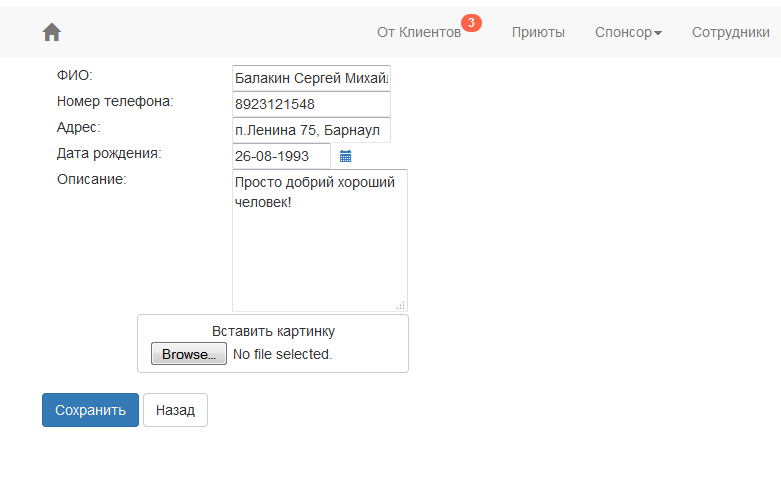 От Клиентов 3 Приюты Спонсор Сотрудники
ФИО: Балакин Сергей Михай
Номер телефона: 8923121548
Адрес: п.Ленина 75, Барнаул
Дата рождения: 26-08-1993
Описание: Просто добрий хороший
человек!
Вставить картинку
Browse... No file selected.
Сохранить Назад